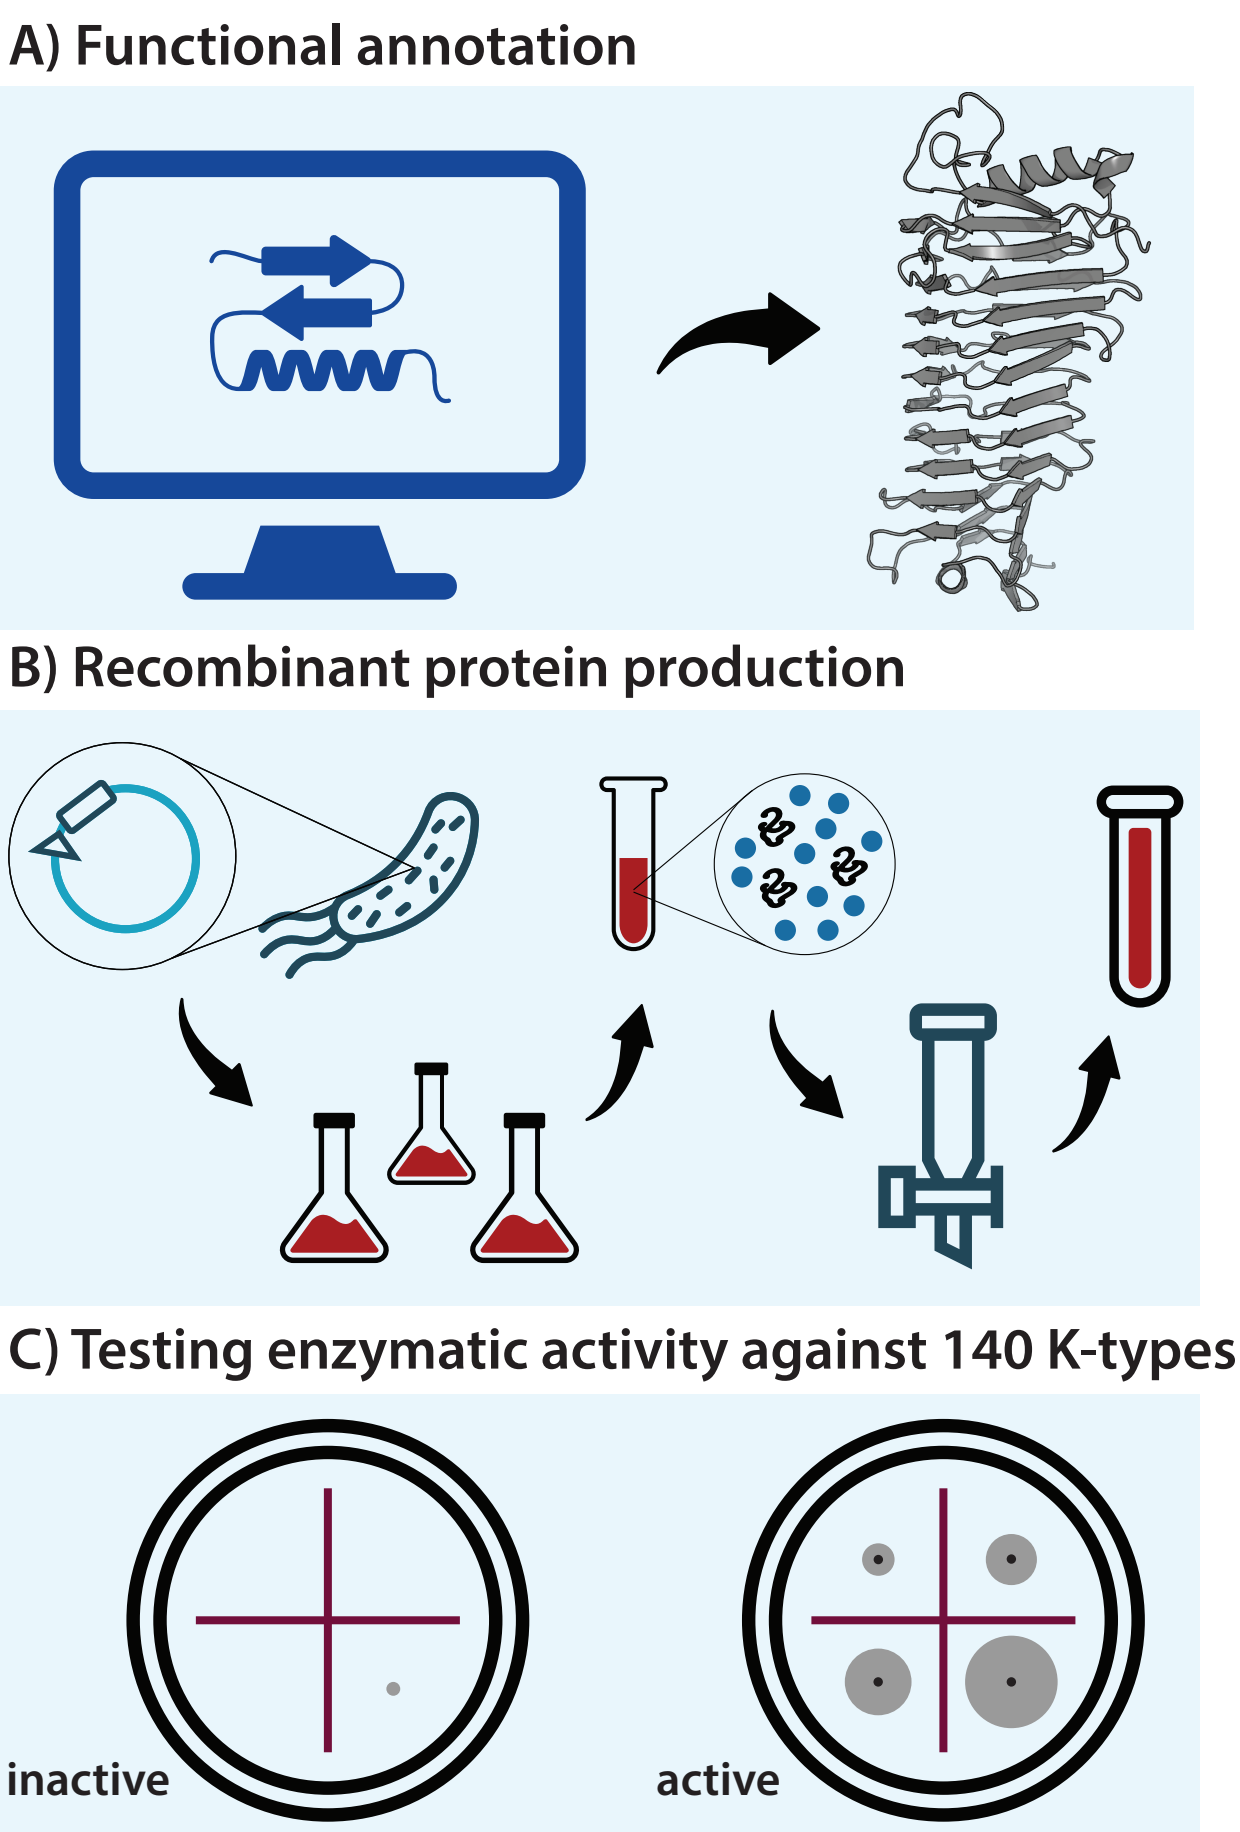 A) Functional annotation
B) Recombinant protein production
C) Testing enzymatic activity against 140 K-types
inactive
active